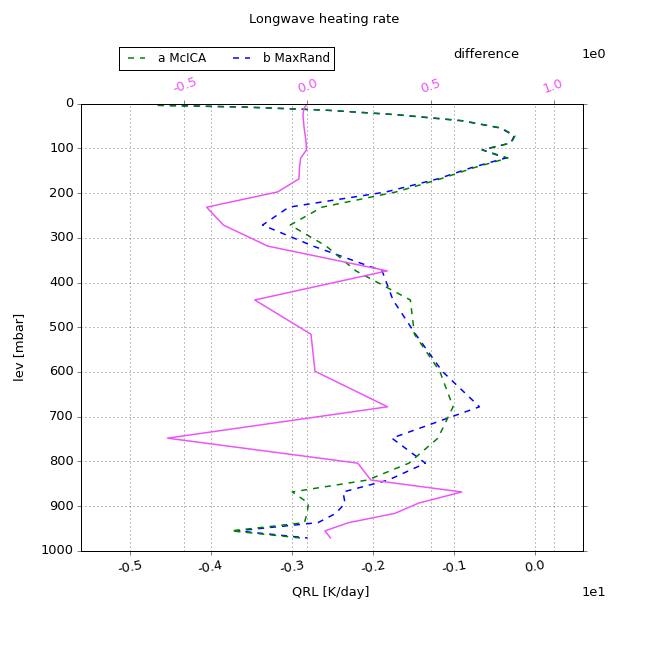 Longwave heating rate
a McICA b MaxRand
difference 1e0
-0.5 0.0 0.5 1.0
0
100
200
300
400
500
600
700
800
900
1000
lev [mbar]
-0.5 -0.4 -0.3 -0.2 -0.1 0.0
QRL [K/day] 1e1